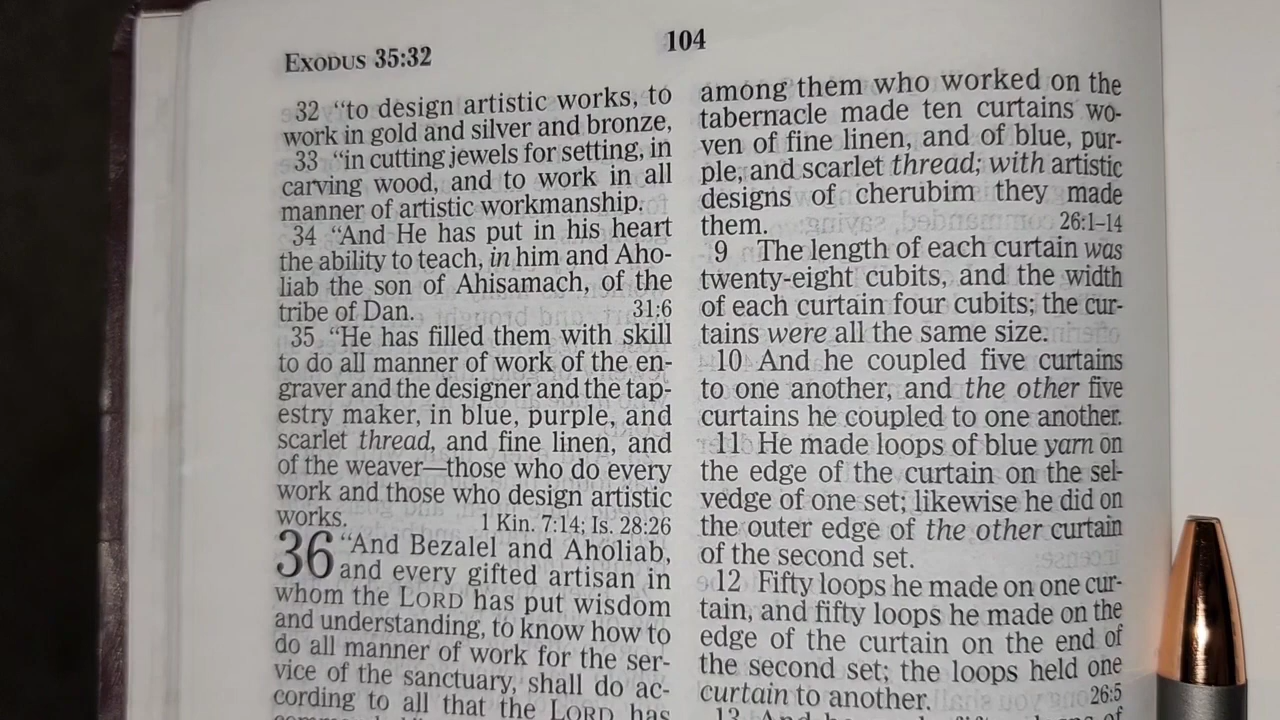 EXODUS 35:32
104
32 “to design artistic works, to
work in gold and silver and bronze,
33 “in cutting jewels for setting, in
carving wood, and to work in all
manner of artistic workmanship.
34 “And He has put in his heart
the ability to teach, in him and Aho-
liab the son of Ahisamach, of the
tribe of Dan. 31:6
35 “He has filled them with skill
to do all manner of work of the en-
graver and the designer and the tap-
estry maker, in blue, purple, and
scarlet thread, and fine linen, and
of the weaver—those who do every
work and those who design artistic
works. 1 Kin. 7:14; Is. 28:26
36 “And Bezalel and Aholiab,
and every gifted artisan in
whom the LORD has put wisdom
and understanding, to know how to
do all manner of work for the ser-
vice of the sanctuary, shall do ac-
cording to all that the LORD has
among them who worked on the
tabernacle made ten curtains wo-
ven of fine linen, and of blue, pur-
ple, and scarlet thread; with artistic
designs of cherubim they made
them. 26:1–14
9 The length of each curtain was
twenty-eight cubits, and the width
of each curtain four cubits; the cur-
tains were all the same size.
10 And he coupled five curtains
to one another, and the other five
curtains he coupled to one another.
11 He made loops of blue yarn on
the edge of the curtain on the sel-
vedge of one set; likewise he did on
the outer edge of the other curtain
of the second set.
12 Fifty loops he made on one cur-
tain, and fifty loops he made on the
edge of the curtain on the end of
the second set; the loops held one
curtain to another. 26:5
13 And he